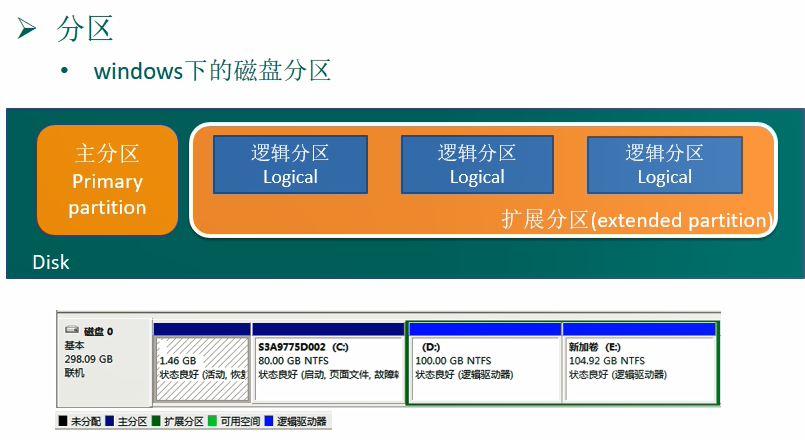 分区
windows下的磁盘分区
主分区
Primary
partition
逻辑分区
Logical
逻辑分区
Logical
逻辑分区
Logical
扩展分区(extended partition)
Disk
磁盘 0
基本
298.09 GB
联机
1.46 GB
状态良好 (活动, 恢复
S3A9775D002 (C:)
80.00 GB NTFS
状态良好 (启动, 页面文件, 故障转
(D:)
100.00 GB NTFS
状态良好 (逻辑驱动器)
新加卷 (E:)
104.92 GB NTFS
状态良好 (逻辑驱动器)
未分配 主分区 扩展分区 可用空间 逻辑驱动器